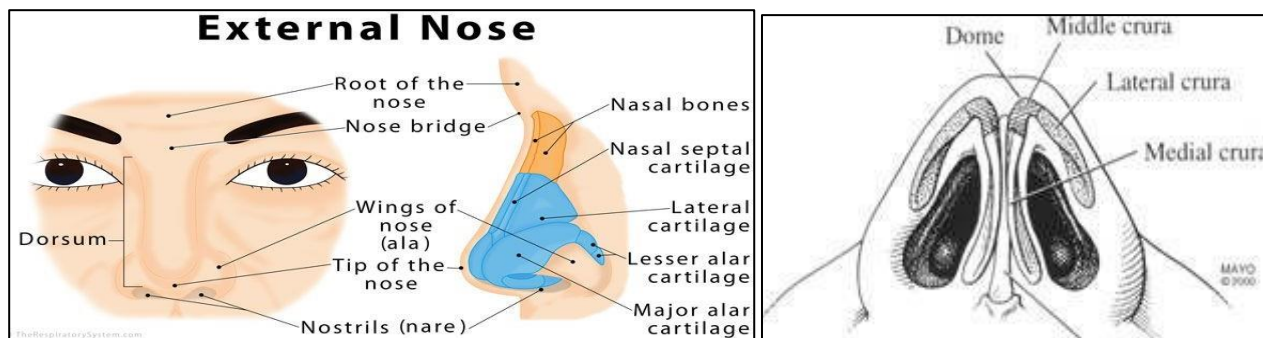 External Nose
Root of the
nose
Nose bridge
Dorsum
Wings of
nose
(ala)
Tip of the
nose
Nostrils (nare)
Nasal bones
Nasal septal
cartilage
Lateral
cartilage
Lesser alar
cartilage
Major alar
cartilage
TheRespiratorySystem.com
Middle crura
Dome
Lateral crura
Medial crura
MAYO
©2000